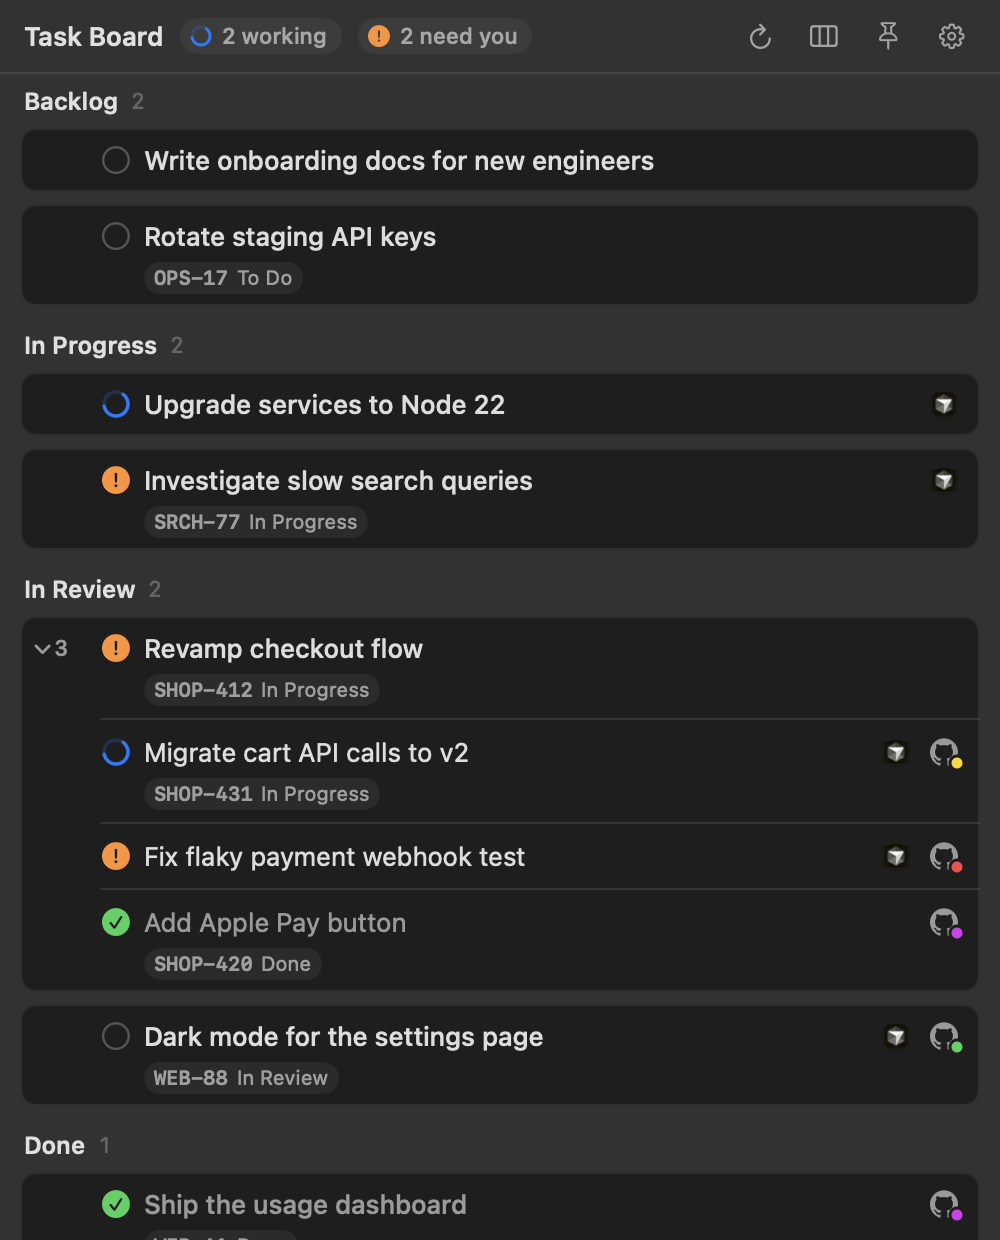 Task Board
2 working
2 need you
Backlog 2
Write onboarding docs for new engineers
Rotate staging API keys
OPS-17 To Do
In Progress 2
Upgrade services to Node 22
Investigate slow search queries
SRCH-77 In Progress
In Review 2
3 Revamp checkout flow
SHOP-412 In Progress
Migrate cart API calls to v2
SHOP-431 In Progress
Fix flaky payment webhook test
Add Apple Pay button
SHOP-420 Done
Dark mode for the settings page
WEB-88 In Review
Done 1
Ship the usage dashboard